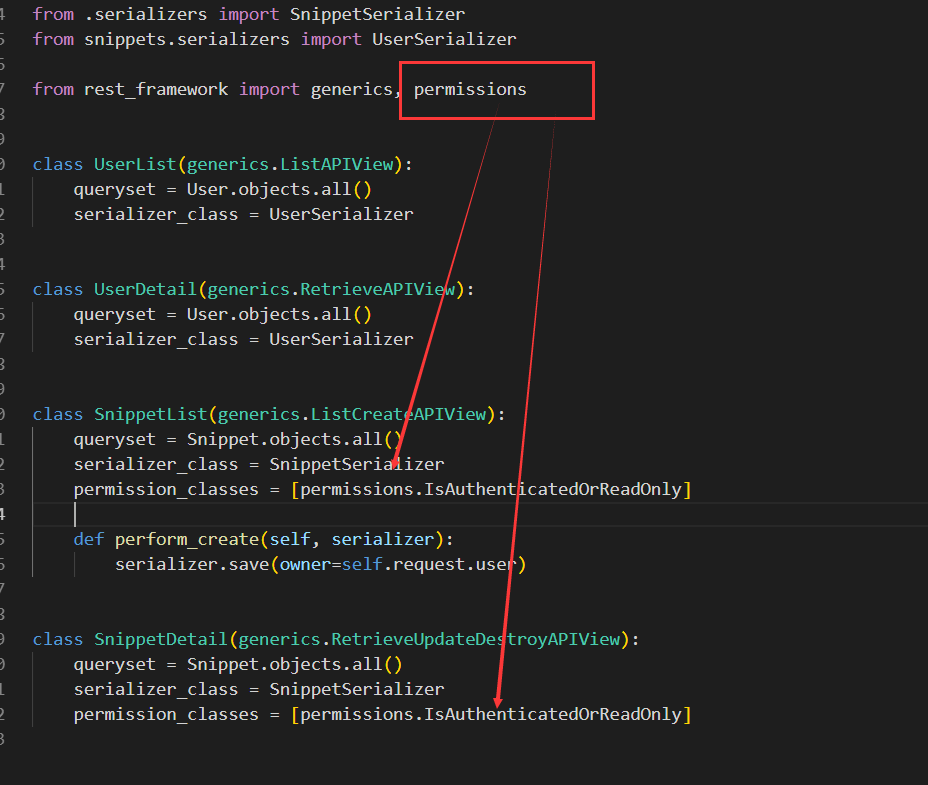 4 from .serializers import SnippetSerializer
5 from snippets.serializers import UserSerializer
6
7 from rest_framework import generics, permissions
8
9
0 class UserList(generics.ListAPIView):
1 queryset = User.objects.all()
2 serializer_class = UserSerializer
3
4
5 class UserDetail(generics.RetrieveAPIView):
6 queryset = User.objects.all()
7 serializer_class = UserSerializer
8
9
0 class SnippetList(generics.ListCreateAPIView):
1 queryset = Snippet.objects.all()
2 serializer_class = SnippetSerializer
3 permission_classes = [permissions.IsAuthenticatedOrReadOnly]
4
5 def perform_create(self, serializer):
6 serializer.save(owner=self.request.user)
7
8
9 class SnippetDetail(generics.RetrieveUpdateDestroyAPIView):
0 queryset = Snippet.objects.all()
1 serializer_class = SnippetSerializer
2 permission_classes = [permissions.IsAuthenticatedOrReadOnly]
3